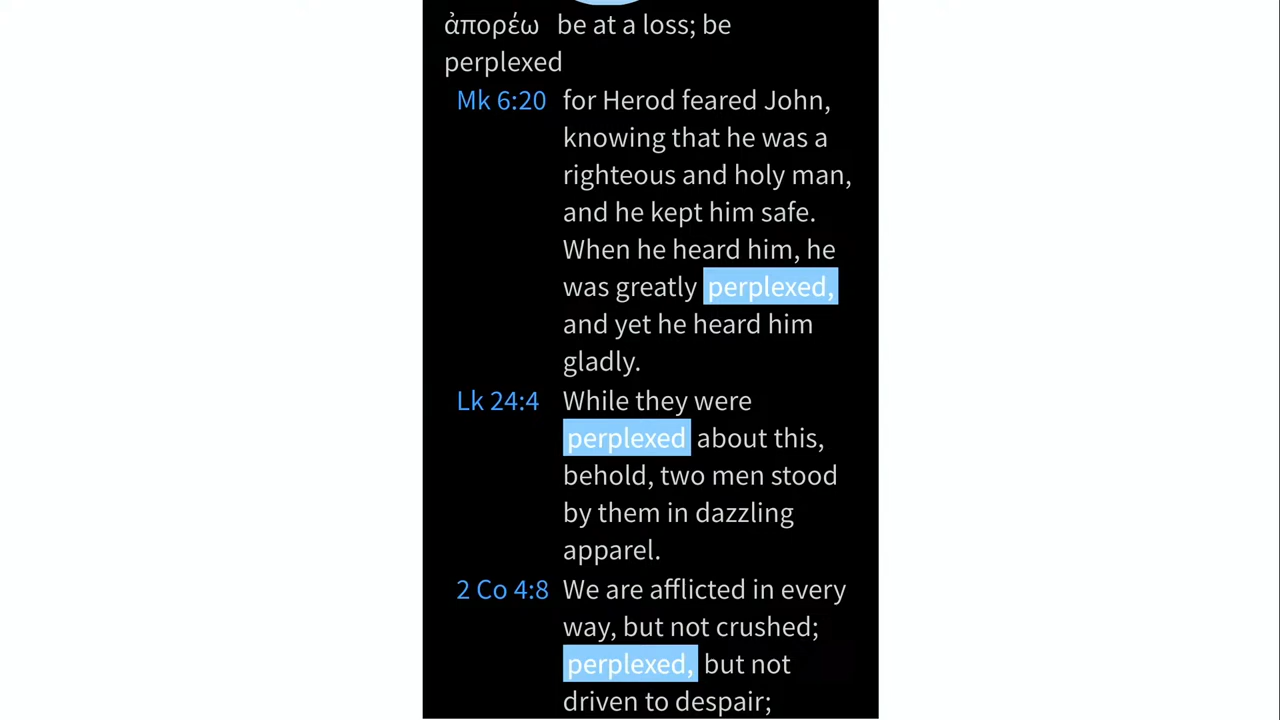 ἀπορέω be at a loss; be
perplexed
Mk 6:20 for Herod feared John,
knowing that he was a
righteous and holy man,
and he kept him safe.
When he heard him, he
was greatly perplexed,
and yet he heard him
gladly.
Lk 24:4 While they were
perplexed about this,
behold, two men stood
by them in dazzling
apparel.
2 Co 4:8 We are afflicted in every
way, but not crushed;
perplexed, but not
driven to despair;